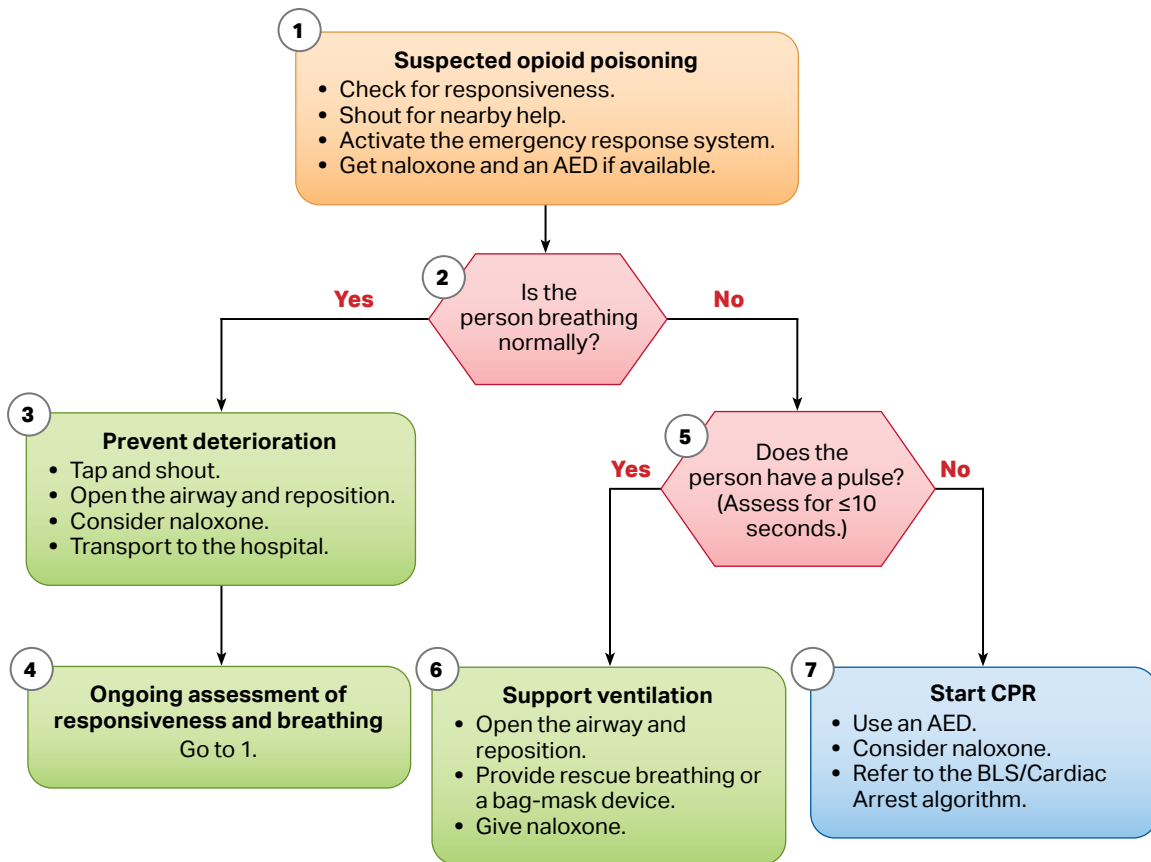 1
Suspected opioid poisoning
• Check for responsiveness.
• Shout for nearby help.
• Activate the emergency response system.
• Get naloxone and an AED if available.
2
Is the
person breathing
normally?
Yes
No
3
Prevent deterioration
• Tap and shout.
• Open the airway and reposition.
• Consider naloxone.
• Transport to the hospital.
4
Ongoing assessment of
responsiveness and breathing
Go to 1.
5
Does the
person have a pulse?
(Assess for ≤10
seconds.)
Yes
No
6
Support ventilation
• Open the airway and
reposition.
• Provide rescue breathing or
a bag-mask device.
• Give naloxone.
7
Start CPR
• Use an AED.
• Consider naloxone.
• Refer to the BLS/Cardiac
Arrest algorithm.